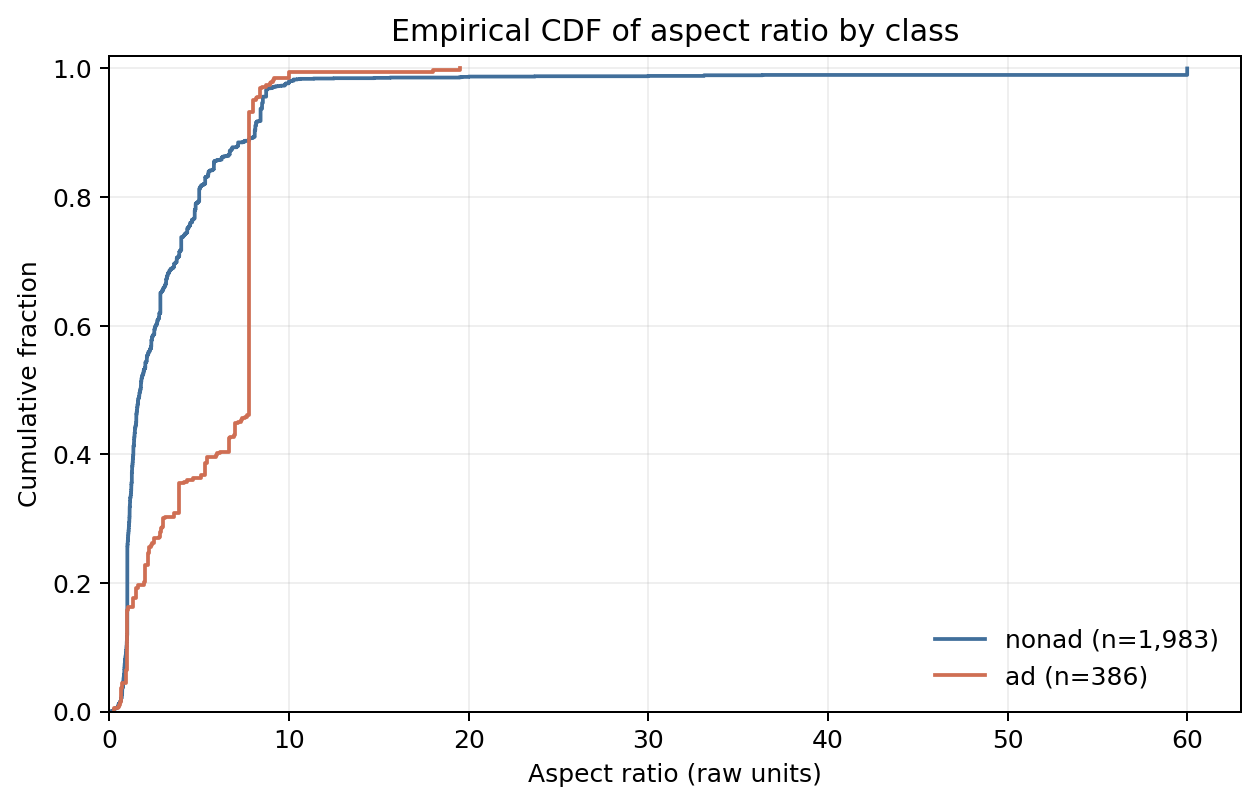 Empirical CDF of aspect ratio by class
Cumulative fraction
1.0
0.8
0.6
0.4
0.2
0.0
nonad (n=1,983)
ad (n=386)
0 10 20 30 40 50 60
Aspect ratio (raw units)